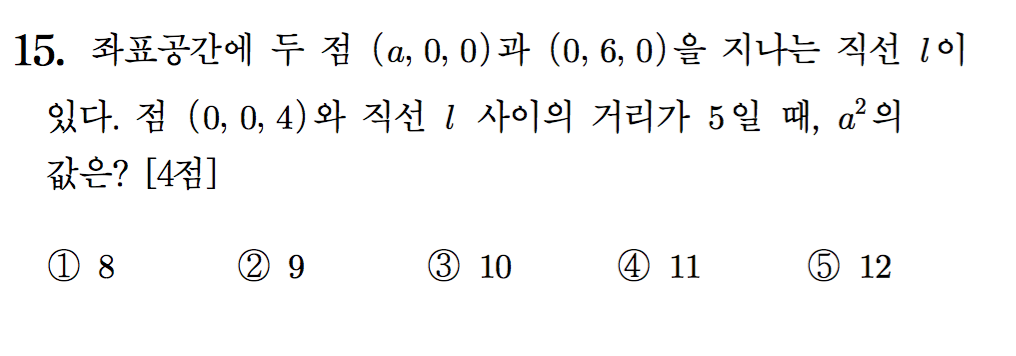 15. 좌표공간에 두 점 (a, 0, 0)과 (0, 6, 0)을 지나는 직선 l이
있다. 점 (0, 0, 4)와 직선 l 사이의 거리가 5일 때, a²의
값은? [4점]
① 8 ② 9 ③ 10 ④ 11 ⑤ 12